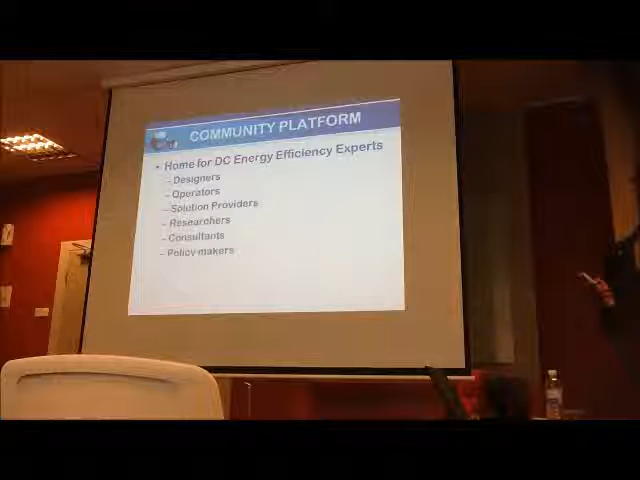 COMMUNITY PLATFORM
• Home for DC Energy Efficiency Experts
– Designers
– Operators
– Solution Providers
– Researchers
– Consultants
– Policy makers